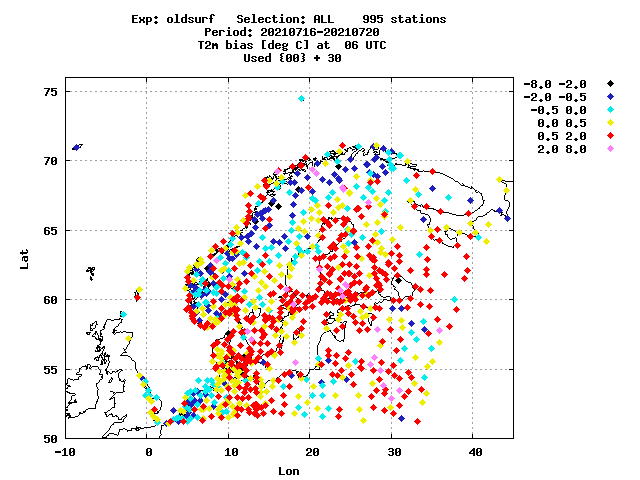 Exp: oldsurf   Selection: ALL    995 stations
Period: 20210716-20210720
T2m bias [deg C] at  06 UTC
Used {00} + 30
-8.0 -2.0
-2.0 -0.5
-0.5 0.0
0.0 0.5
0.5 2.0
2.0 8.0
75
70
65
60
55
50
Lat
-10 0 10 20 30 40
Lon